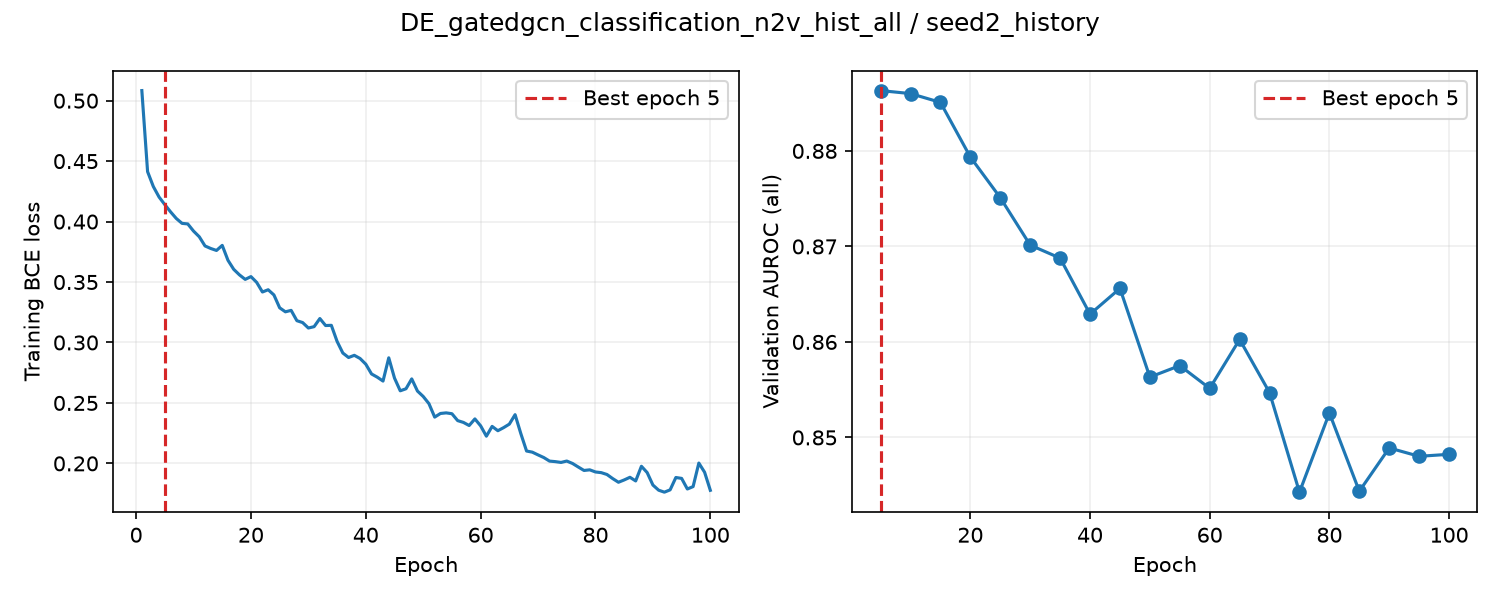 DE_gatedgcn_classification_n2v_hist_all / seed2_history
Training BCE loss
0.50
0.45
0.40
0.35
0.30
0.25
0.20
Best epoch 5
0 20 40 60 80 100
Epoch
Validation AUROC (all)
0.88
0.87
0.86
0.85
Best epoch 5
20 40 60 80 100
Epoch